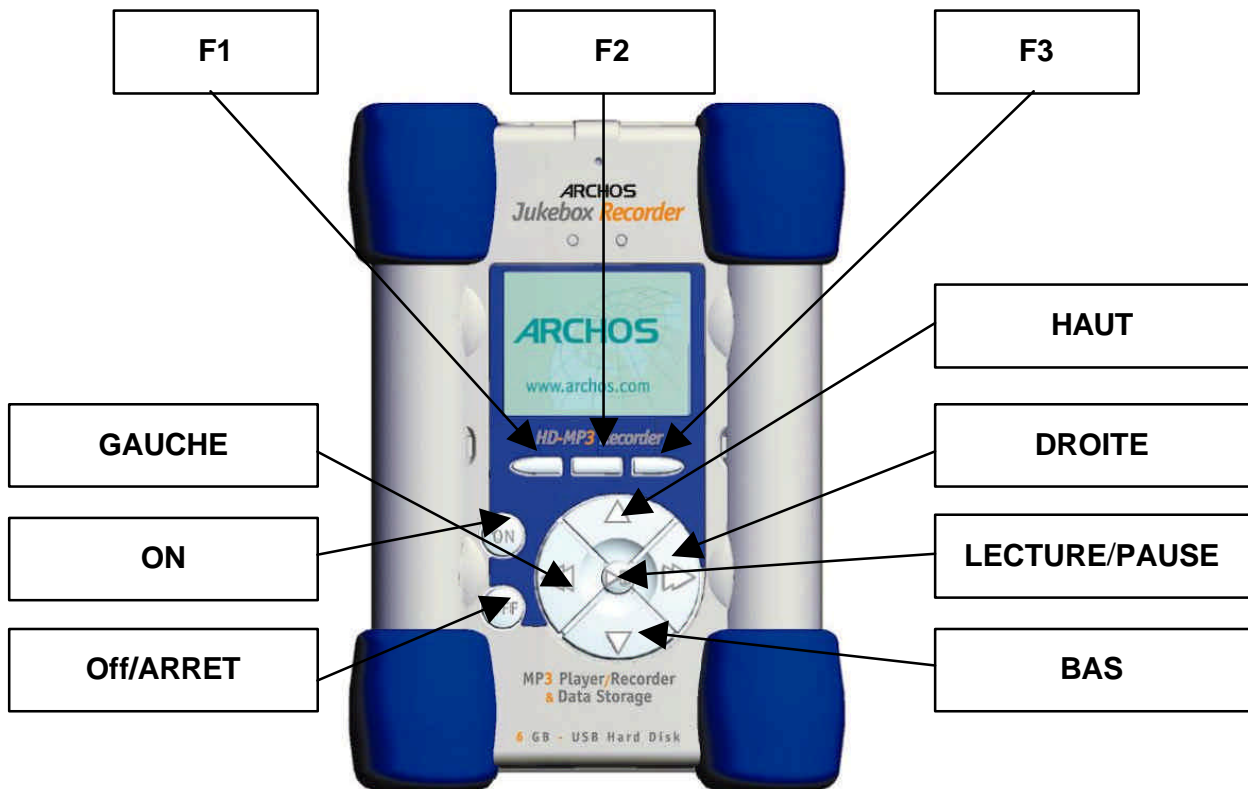 F1
F2
F3
ARCHOS
Jukebox Recorder
ARCHOS
www.archos.com
HD-MP3 Recorder
HAUT
GAUCHE
DROITE
ON
ON
LECTURE/PAUSE
Off/ARRET
BAS
MP3 Player/Recorder
& Data Storage
6 GB - USB Hard Disk